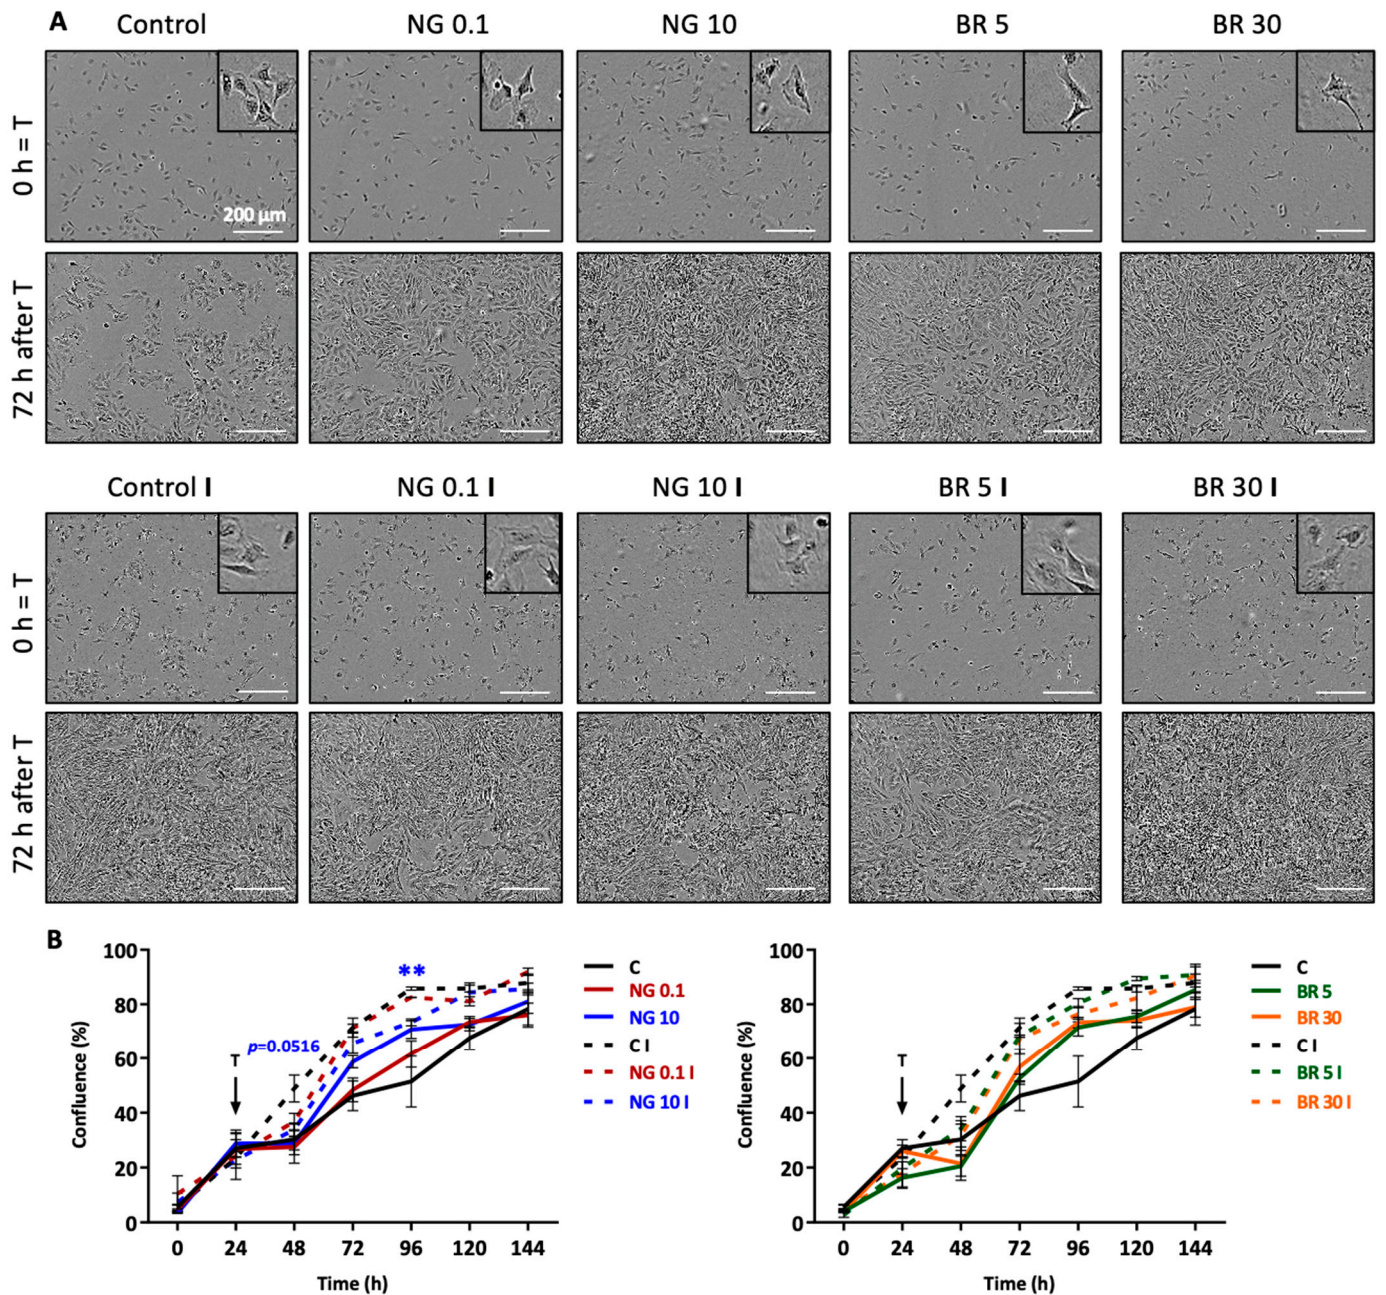 A
Control NG 0.1 NG 10 BR 5 BR 30
0 h = T
200 µm
72 h after T
Control I NG 0.1 I NG 10 I BR 5 I BR 30 I
0 h = T
72 h after T
B
Confluence (%)
100
80
60
40
20
0
**
p=0.0516
T
0 24 48 72 96 120 144
Time (h)
C
NG 0.1
NG 10
C I
NG 0.1 I
NG 10 I
Confluence (%)
100
80
60
40
20
0
T
0 24 48 72 96 120 144
Time (h)
C
BR 5
BR 30
C I
BR 5 I
BR 30 I